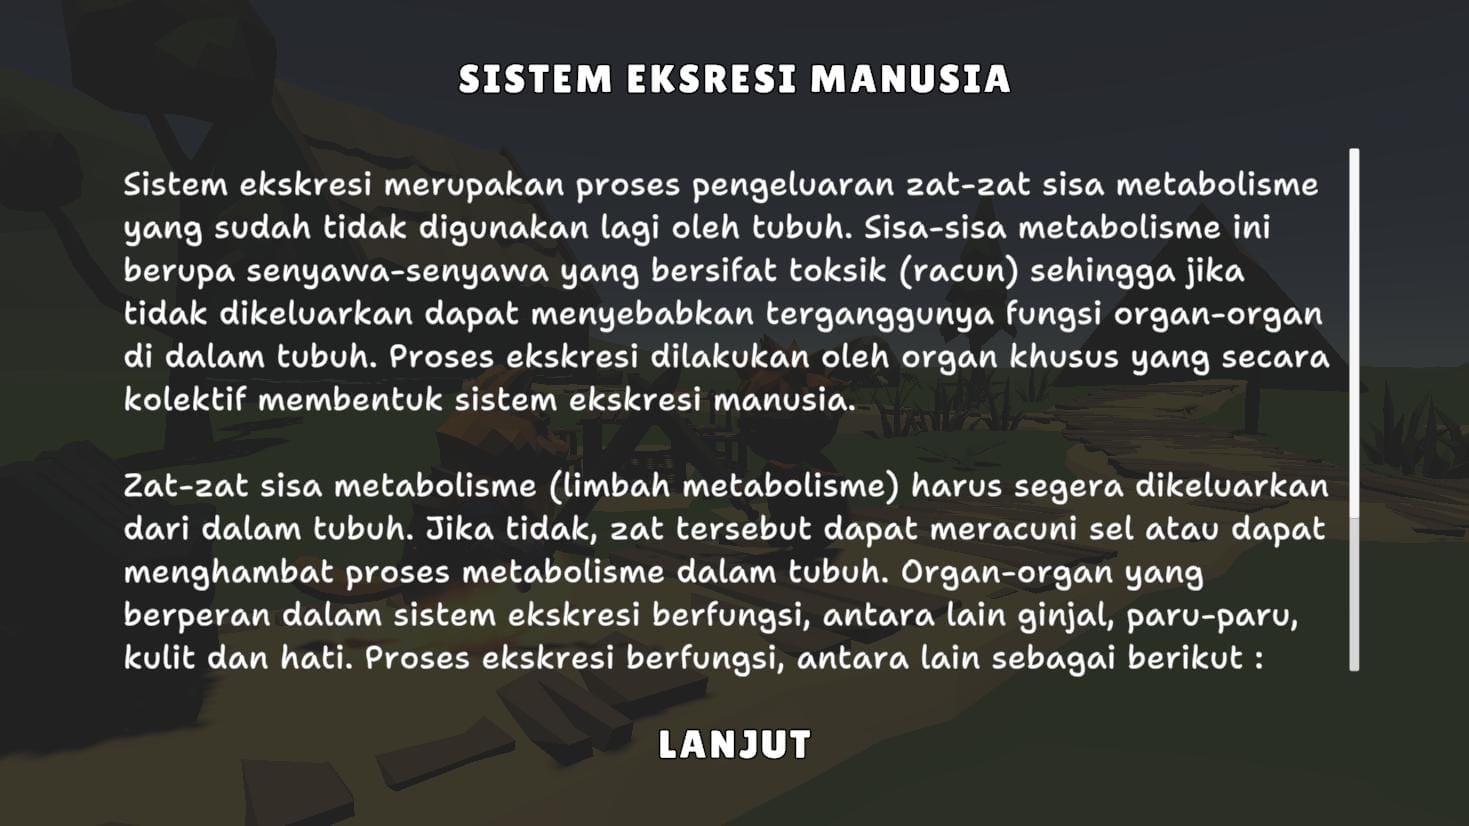 SISTEM EKSRESI MANUSIA
Sistem ekskresi merupakan proses pengeluaran zat-zat sisa metabolisme
yang sudah tidak digunakan lagi oleh tubuh. Sisa-sisa metabolisme ini
berupa senyawa-senyawa yang bersifat toksik (racun) sehingga jika
tidak dikeluarkan dapat menyebabkan terganggunya fungsi organ-organ
di dalam tubuh. Proses ekskresi dilakukan oleh organ khusus yang secara
kolektif membentuk sistem ekskresi manusia.
Zat-zat sisa metabolisme (limbah metabolisme) harus segera dikeluarkan
dari dalam tubuh. Jika tidak, zat tersebut dapat meracuni sel atau dapat
menghambat proses metabolisme dalam tubuh. Organ-organ yang
berperan dalam sistem ekskresi berfungsi, antara lain ginjal, paru-paru,
kulit dan hati. Proses ekskresi berfungsi, antara lain sebagai berikut :
LANJUT